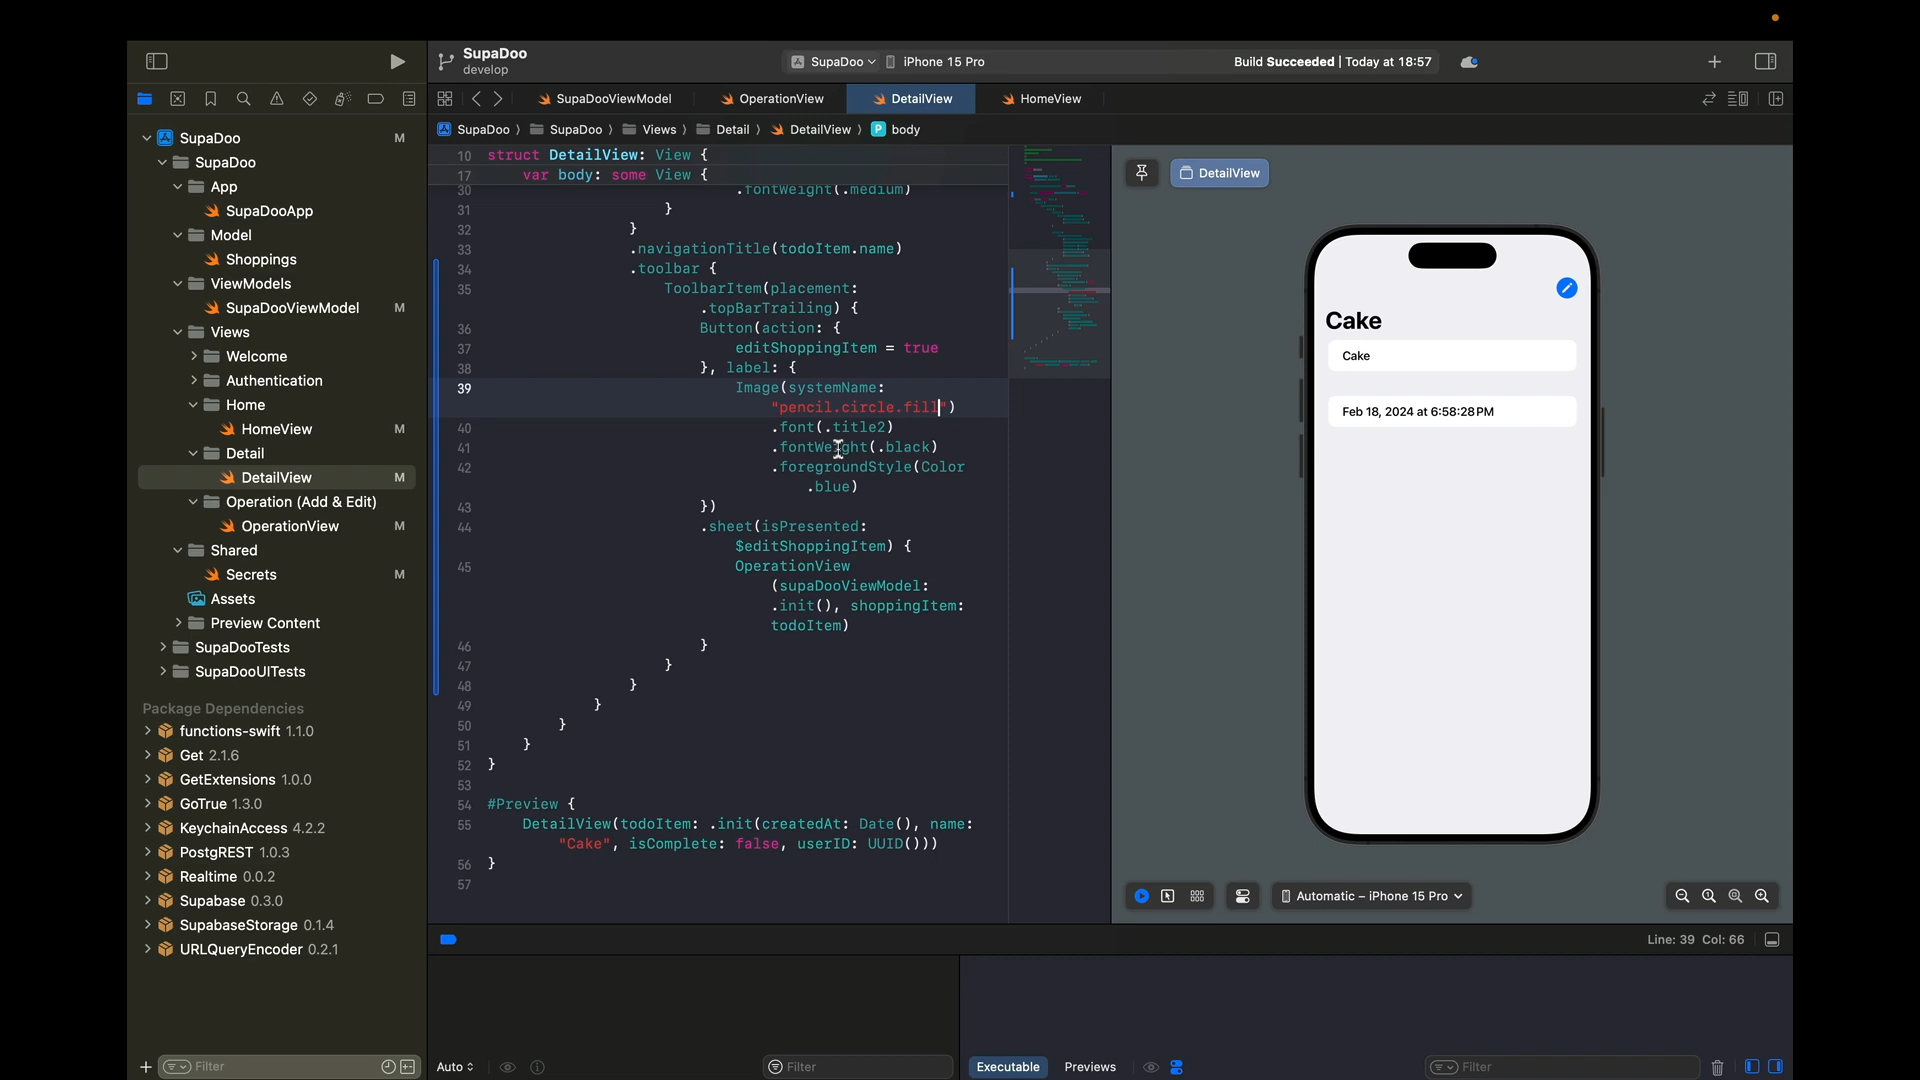 SupaDoo
develop
SupaDoo
iPhone 15 Pro
Build Succeeded | Today at 18:57
SupaDooViewModel
OperationView
DetailView
HomeView
SupaDoo
SupaDoo
Views
Detail
DetailView
P
body
SupaDoo M
SupaDoo
App
SupaDooApp
Model
Shoppings
ViewModels
SupaDooViewModel M
Views
Welcome
Authentication
Home
HomeView M
Detail
DetailView M
Operation (Add & Edit)
OperationView M
Shared
Secrets M
Assets
Preview Content
SupaDooTests
SupaDooUITests
Package Dependencies
functions-swift 1.1.0
Get 2.1.6
GetExtensions 1.0.0
GoTrue 1.3.0
KeychainAccess 4.2.2
PostgREST 1.0.3
Realtime 0.0.2
Supabase 0.3.0
SupabaseStorage 0.1.4
URLQueryEncoder 0.2.1
Filter
10 struct DetailView: View {
17 var body: some View {
30 .fontWeight(.medium)
31 }
32 }
33 .navigationTitle(todoItem.name)
34 .toolbar {
35 ToolbarItem(placement:
.topBarTrailing) {
36 Button(action: {
37 editShoppingItem = true
38 }, label: {
39 Image(systemName:
"pencil.circle.fill")
40 .font(.title2)
41 .fontWeight(.black)
42 .foregroundStyle(Color
.blue)
43 })
44 .sheet(isPresented:
$editShoppingItem) {
45 OperationView
(supaDooViewModel:
.init(), shoppingItem:
todoItem)
46 }
47 }
48 }
49 }
50 }
51 }
52 }
53
54 #Preview {
55 DetailView(todoItem: .init(createdAt: Date(), name:
"Cake", isComplete: false, userID: UUID()))
56 }
57
DetailView
Cake
Cake
Feb 18, 2024 at 6:58:28 PM
Automatic – iPhone 15 Pro
Line: 39 Col: 66
Auto
Filter
Executable
Previews
Filter